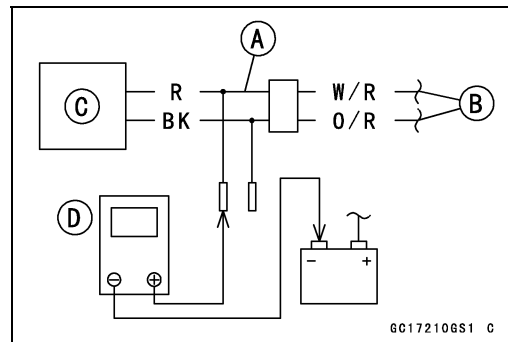 A
R W/R
C B
BK O/R
D
- + - +
GC17210GS1 C